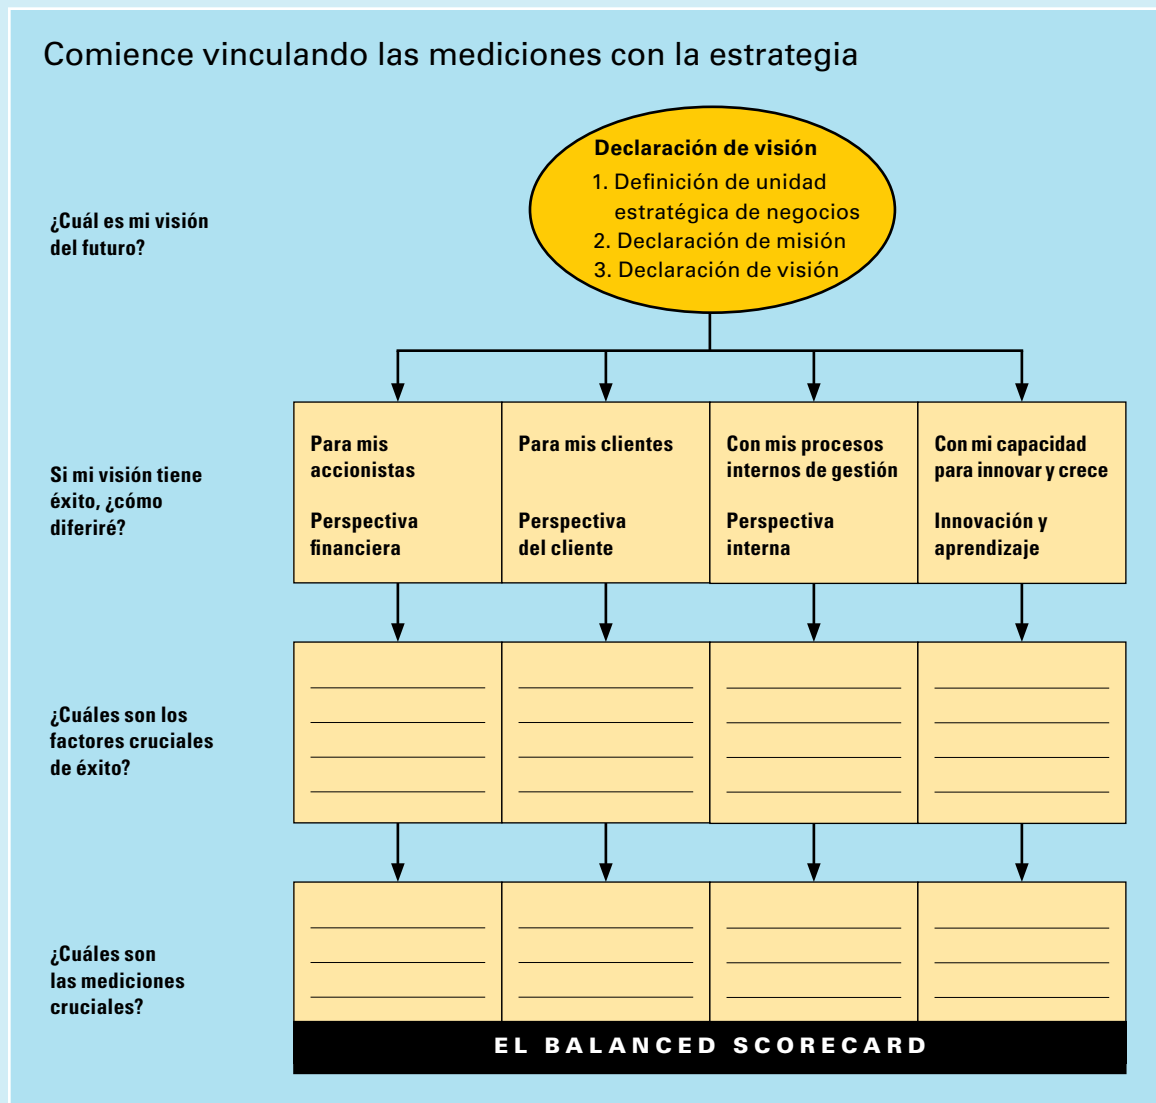 Comience vinculando las mediciones con la estrategia
Declaración de visión
1. Definición de unidad
estratégica de negocios
2. Declaración de misión
3. Declaración de visión
¿Cuál es mi visión
del futuro?
Si mi visión tiene
éxito, ¿cómo
diferiré?
Para mis
accionistas
Perspectiva
financiera
Para mis clientes
Perspectiva
del cliente
Con mis procesos
internos de gestión
Perspectiva
interna
Con mi capacidad
para innovar y crece
Innovación y
aprendizaje
¿Cuáles son los
factores cruciales
de éxito?
¿Cuáles son
las mediciones
cruciales?
EL BALANCED SCORECARD